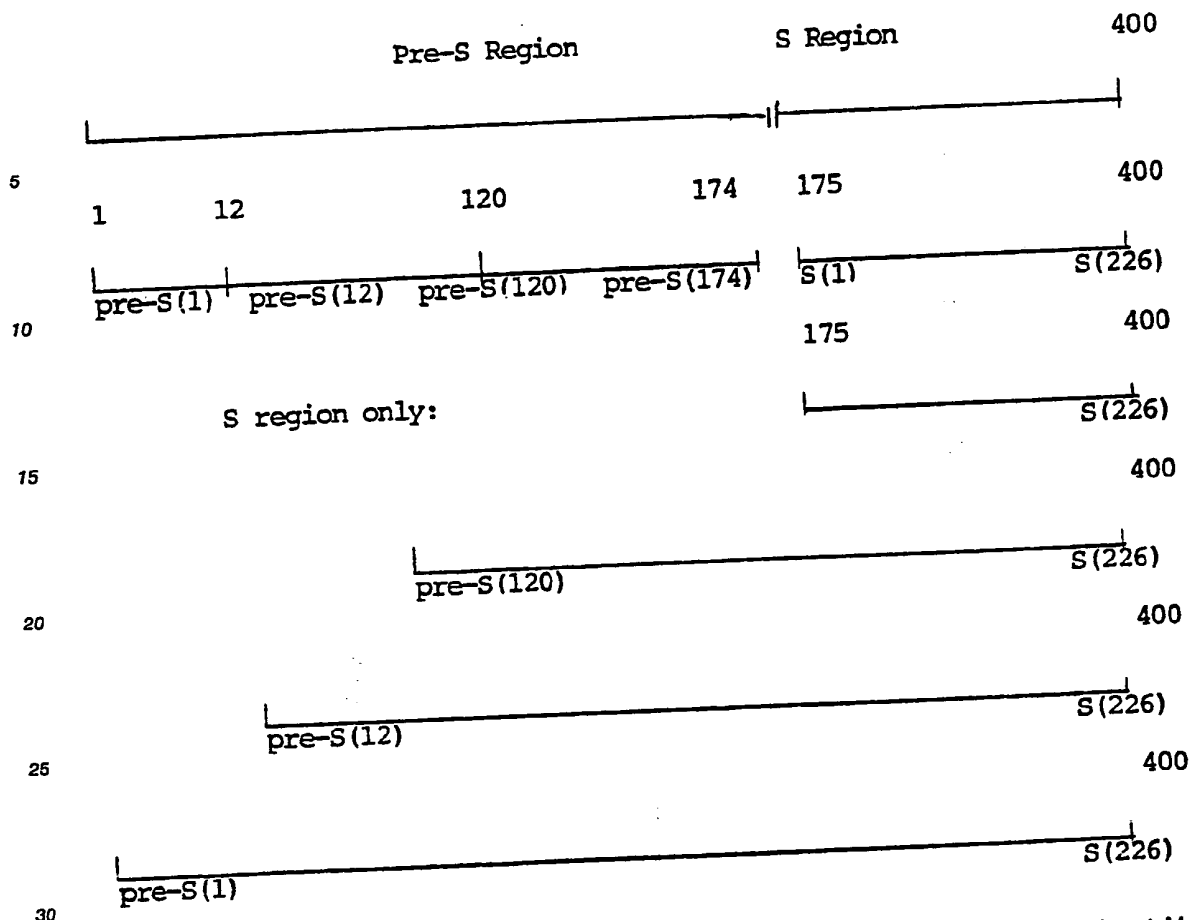 400
Pre-S Region S Region
5 1 12 120 174 175 400
pre-S(1) pre-S(12) pre-S(120) pre-S(174) S(1) S(226)
10 175 400
S region only: S(226)
15 400
pre-S(120) S(226)
20 400
pre-S(12) S(226)
25 400
pre-S(1) S(226)
30